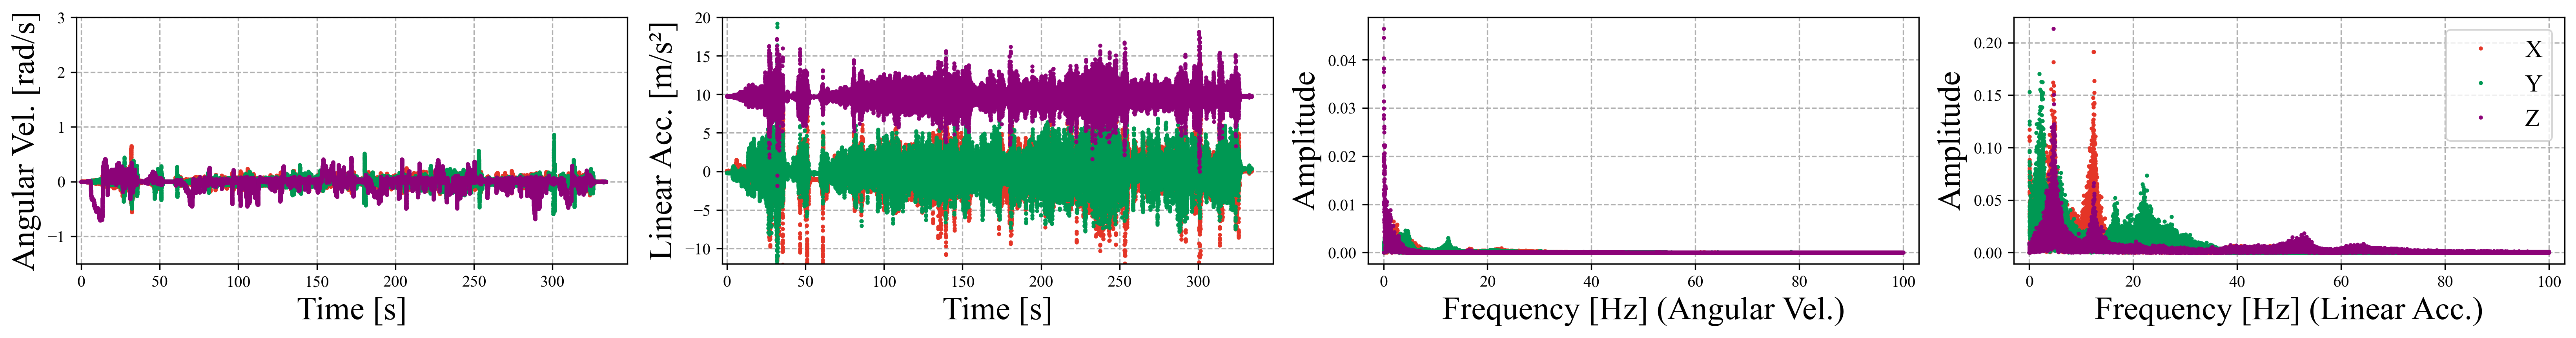 Angular Vel. [rad/s]
3
2
1
0
−1
0 50 100 150 200 250 300
Time [s]
Linear Acc. [m/s²]
20
15
10
5
0
−5
−10
0 50 100 150 200 250 300
Time [s]
Amplitude
0.04
0.03
0.02
0.01
0.00
0 20 40 60 80 100
Frequency [Hz] (Angular Vel.)
Amplitude
0.20
0.15
0.10
0.05
0.00
0 20 40 60 80 100
Frequency [Hz] (Linear Acc.)
X
Y
Z